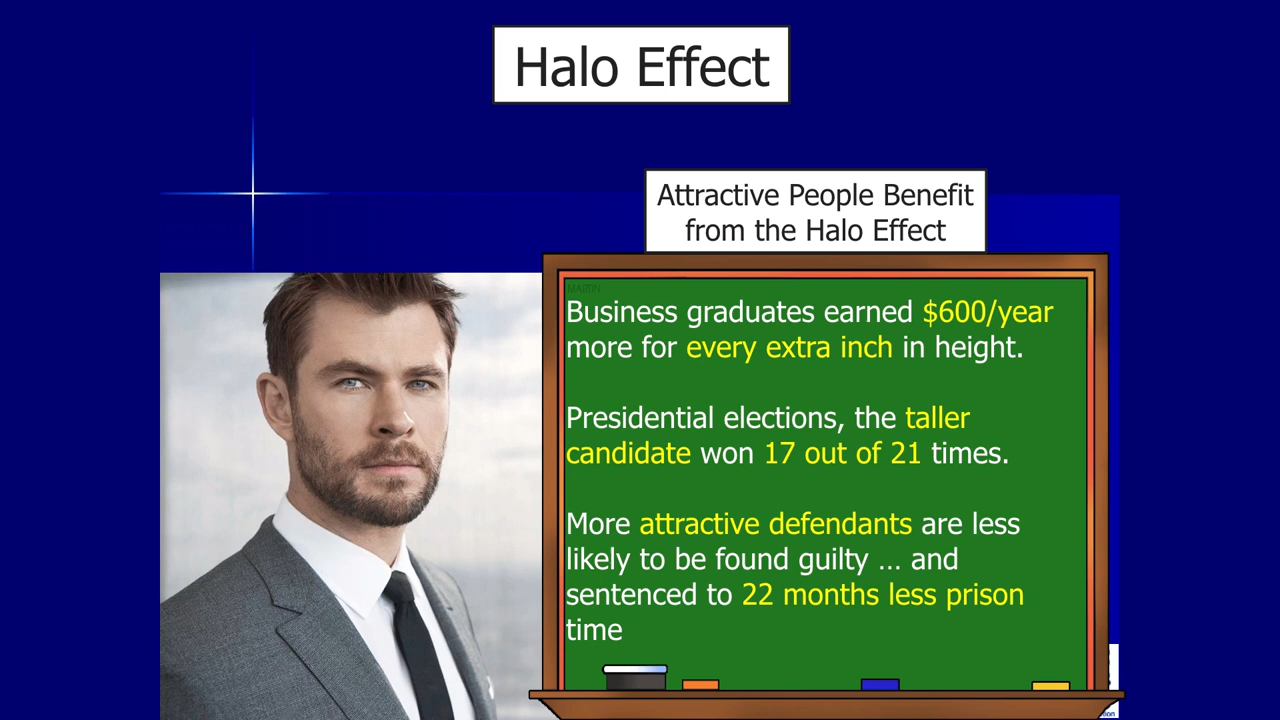 Halo Effect
Attractive People Benefit
from the Halo Effect
MARTIN
Business graduates earned $600/year
more for every extra inch in height.
Presidential elections, the taller
candidate won 17 out of 21 times.
More attractive defendants are less
likely to be found guilty … and
sentenced to 22 months less prison
time